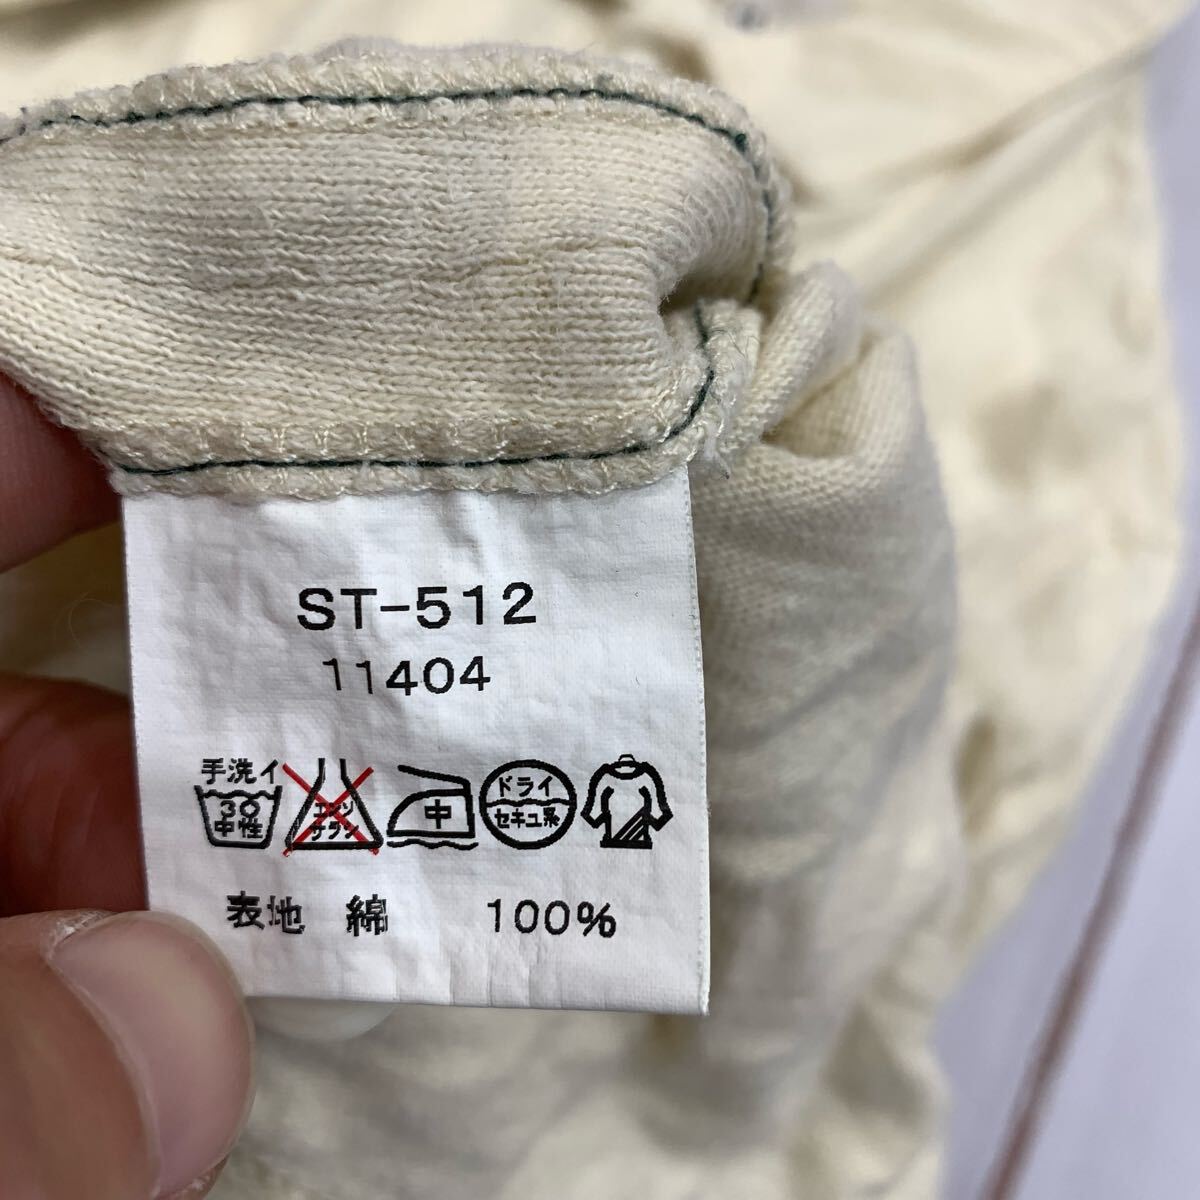 ST-512
11404
手洗イ
30
中性
エンソ
サラシ
中
ドライ
セキユ系
表地 綿 100%